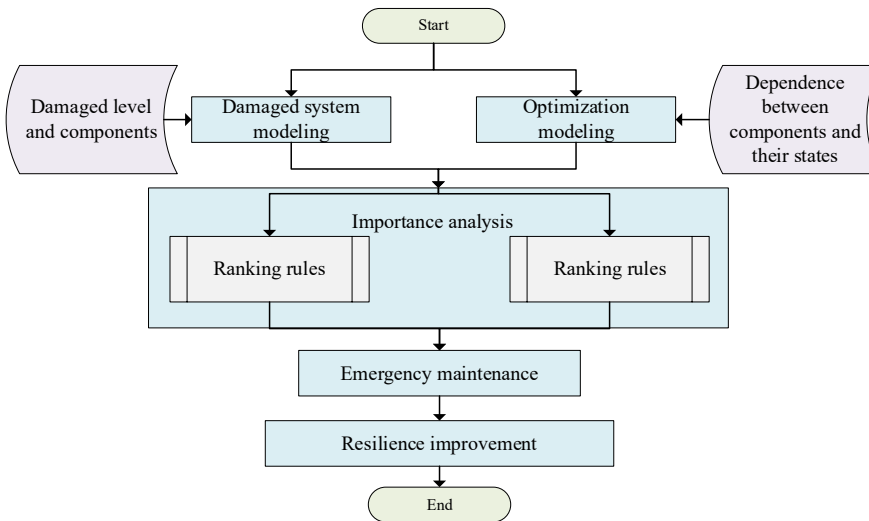 Start
Damaged level
and components
Damaged system
modeling
Optimization
modeling
Dependence
between
components and
their states
Importance analysis
Ranking rules
Ranking rules
Emergency maintenance
Resilience improvement
End